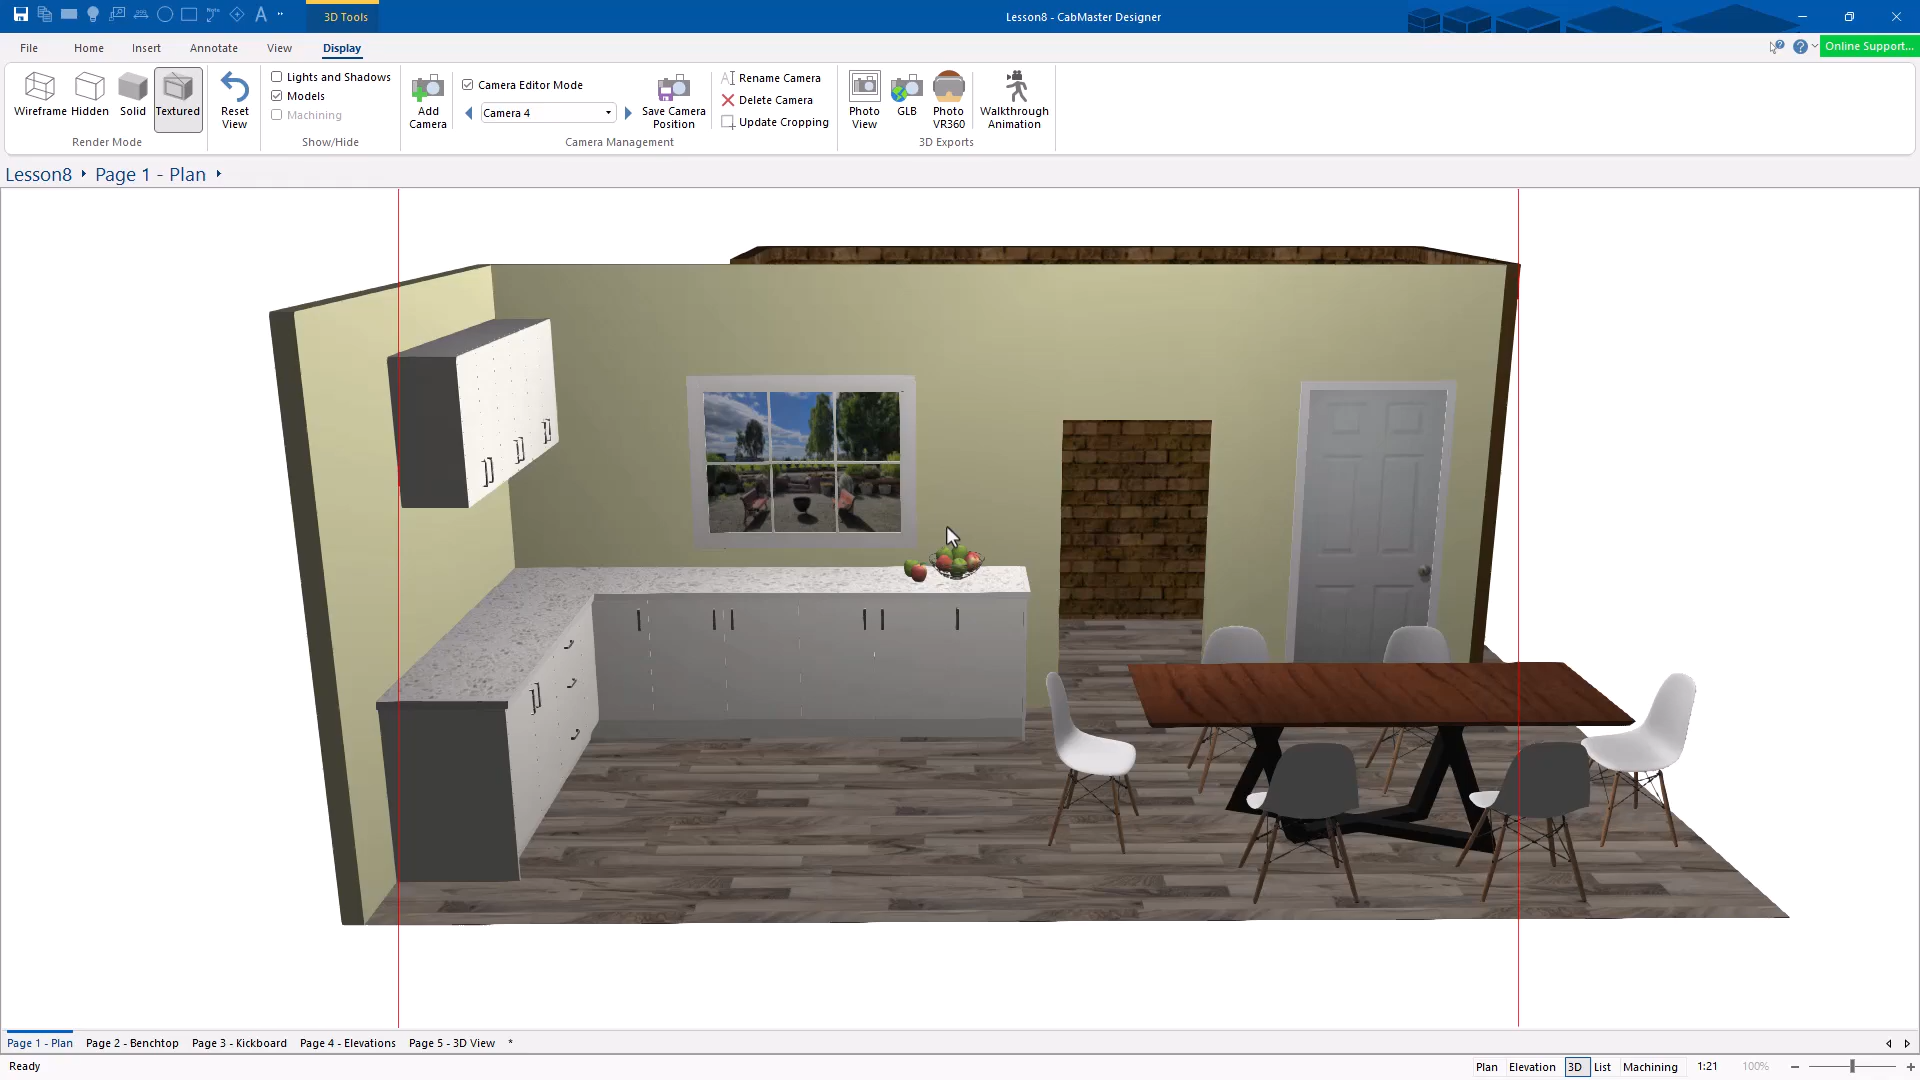 3D Tools
Lesson8 - CabMaster Designer
File Home Insert Annotate View Display
Online Support...
Wireframe Hidden Solid Textured
Render Mode
Reset View
Lights and Shadows
Models
Machining
Show/Hide
Add Camera
Camera Editor Mode
Camera 4
Save Camera Position
Rename Camera
Delete Camera
Update Cropping
Camera Management
Photo View
GLB
Photo VR360
Walkthrough Animation
3D Exports
Lesson8 Page 1 - Plan
Page 1 - Plan Page 2 - Benchtop Page 3 - Kickboard Page 4 - Elevations Page 5 - 3D View *
Ready
Plan Elevation 3D List Machining 1:21 100%